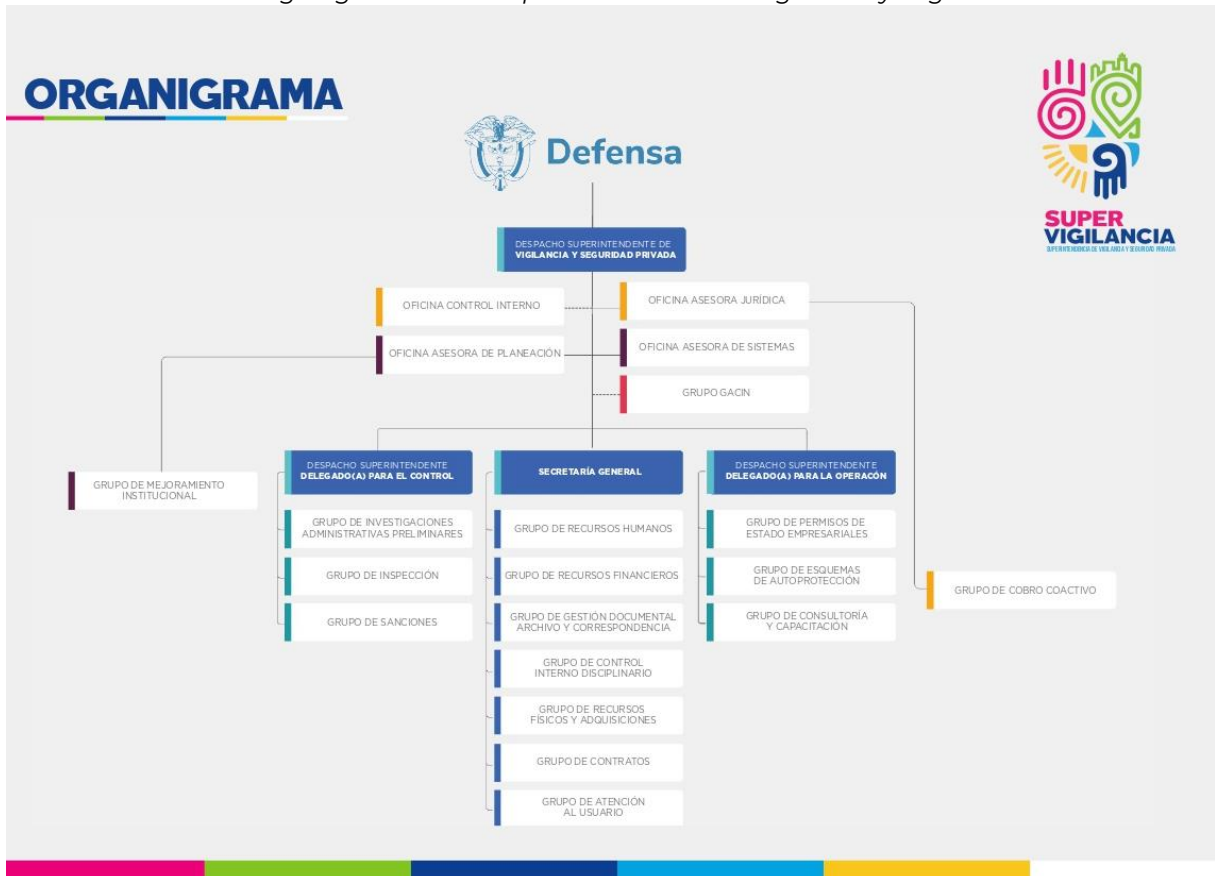 ORGANIGRAMA
Defensa
SUPER
VIGILANCIA
SUPERINTENDENCIA DE VIGILANCIA Y SEGURIDAD PRIVADA
DESPACHO SUPERINTENDENTE DE
VIGILANCIA Y SEGURIDAD PRIVADA
OFICINA CONTROL INTERNO
OFICINA ASESORA JURÍDICA
OFICINA ASESORA DE PLANEACIÓN
OFICINA ASESORA DE SISTEMAS
GRUPO GACIN
GRUPO DE MEJORAMIENTO
INSTITUCIONAL
DESPACHO SUPERINTENDENTE
DELEGADO(A) PARA EL CONTROL
GRUPO DE INVESTIGACIONES
ADMINISTRATIVAS PRELIMINARES
GRUPO DE INSPECCIÓN
GRUPO DE SANCIONES
SECRETARÍA GENERAL
GRUPO DE RECURSOS HUMANOS
GRUPO DE RECURSOS FINANCIEROS
GRUPO DE GESTIÓN DOCUMENTAL
ARCHIVO Y CORRESPONDENCIA
GRUPO DE CONTROL
INTERNO DISCIPLINARIO
GRUPO DE RECURSOS
FÍSICOS Y ADQUISICIONES
GRUPO DE CONTRATOS
GRUPO DE ATENCIÓN
AL USUARIO
DESPACHO SUPERINTENDENTE
DELEGADO(A) PARA LA OPERACÓN
GRUPO DE PERMISOS DE
ESTADO EMPRESARIALES
GRUPO DE ESQUEMAS
DE AUTOPROTECCIÓN
GRUPO DE CONSULTORÍA
Y CAPACITACIÓN
GRUPO DE COBRO COACTIVO